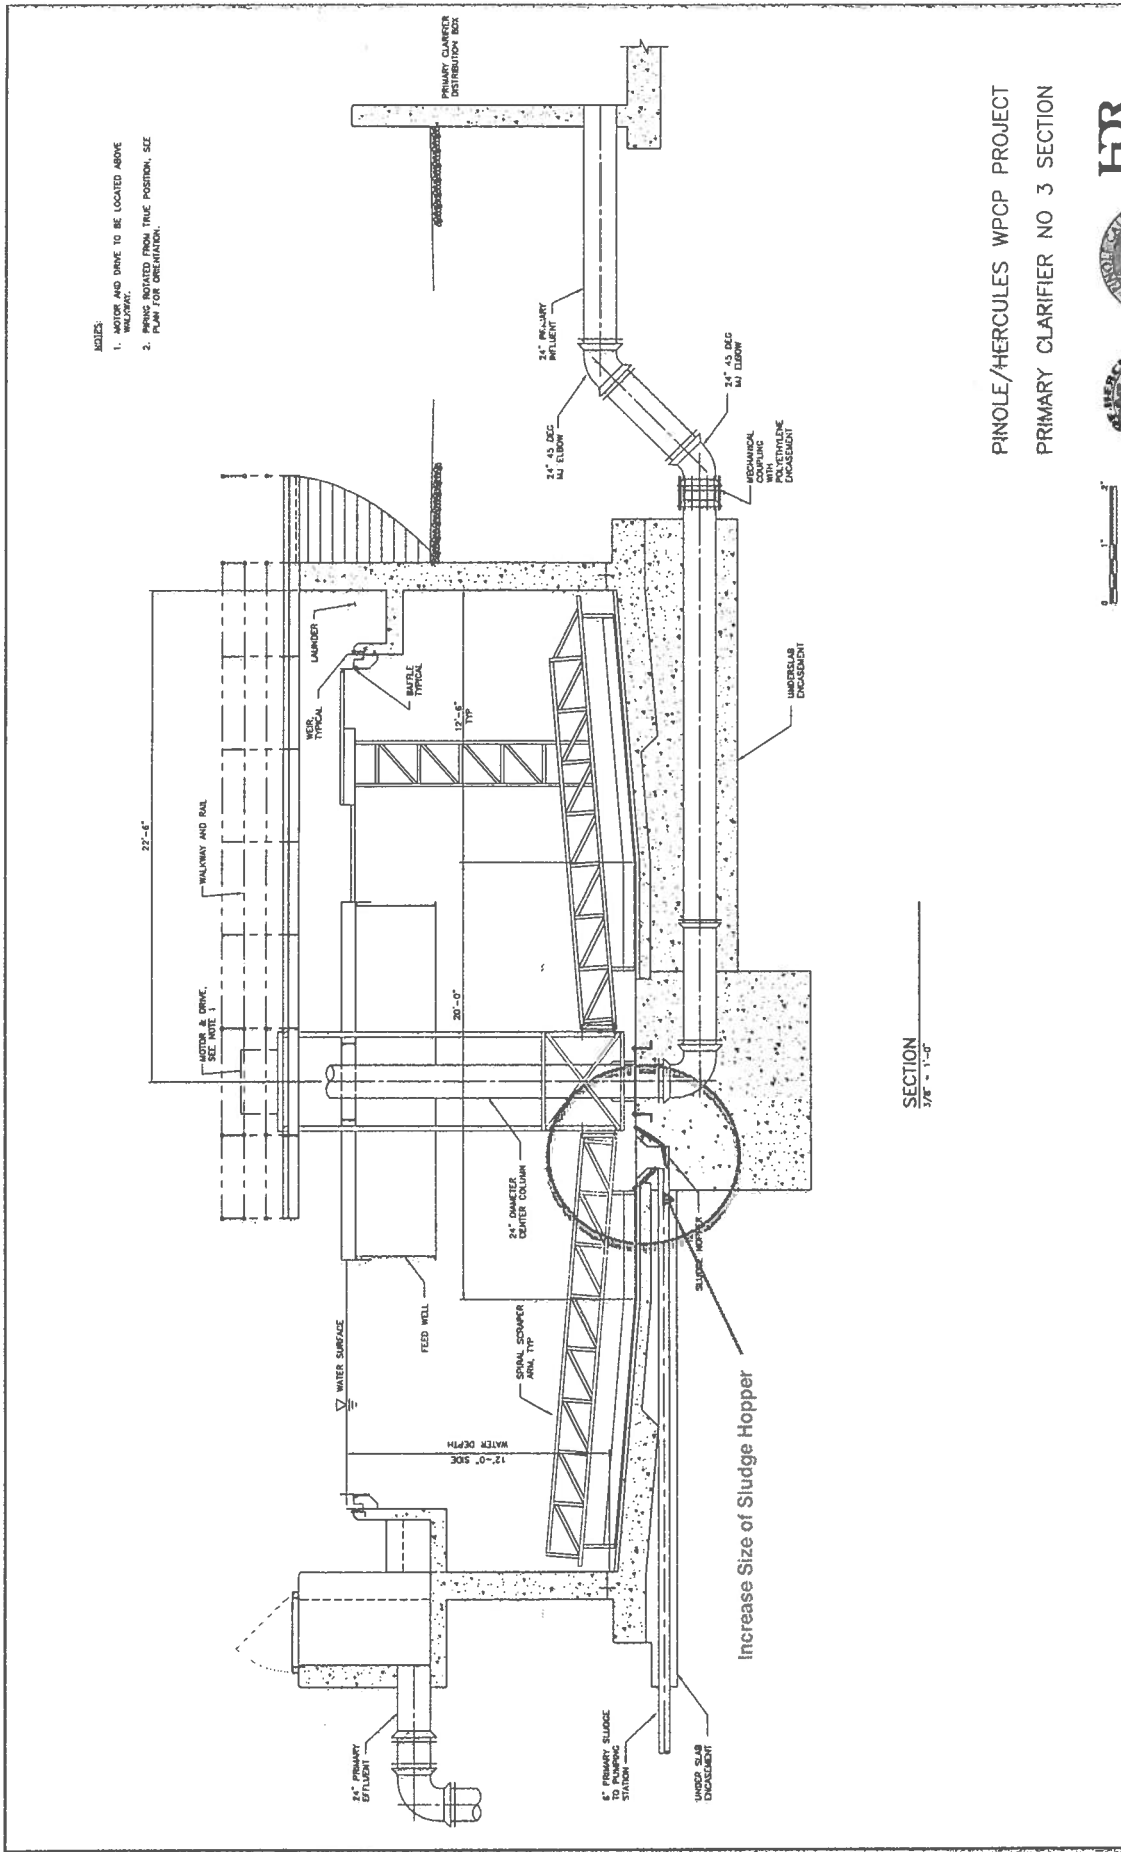 NOTES:
1. MOTOR AND DRIVE TO BE LOCATED ABOVE
WALKWAY.
2. PIPING ROTATED FROM TRUE POSITION, SEE
PLAN FOR ORIENTATION.
PRIMARY CLARIFIER
DISTRIBUTION BOX
22'-6"
MOTOR & DRIVE,
SEE NOTE 1
WALKWAY AND RAIL
LAUNDER
WEIR,
TYPICAL
BAFFLE
TYPICAL
WATER SURFACE
FEED WELL
24" DIAMETER
CENTER COLUMN
20'-0"
12'-6"
TYP
12'-0" SIDE
WATER DEPTH
SPIRAL SCRAPER
ARM, TYP
24" PRIMARY
EFFLUENT
24" PRIMARY
INFLUENT
24" 45 DEG
MJ ELBOW
24" 45 DEG
MJ ELBOW
MECHANICAL
COUPLING
WITH
POLYETHYLENE
ENCASEMENT
UNDERSLAB
ENCASEMENT
SLUDGE HOPPER
6" PRIMARY SLUDGE
TO PUMPING
STATION
UNDER SLAB
ENCASEMENT
Increase Size of Sludge Hopper
SECTION
3/8" = 1'-0"
PINOLE/HERCULES WPCP PROJECT
PRIMARY CLARIFIER NO 3 SECTION
0 1" 2"
HDR